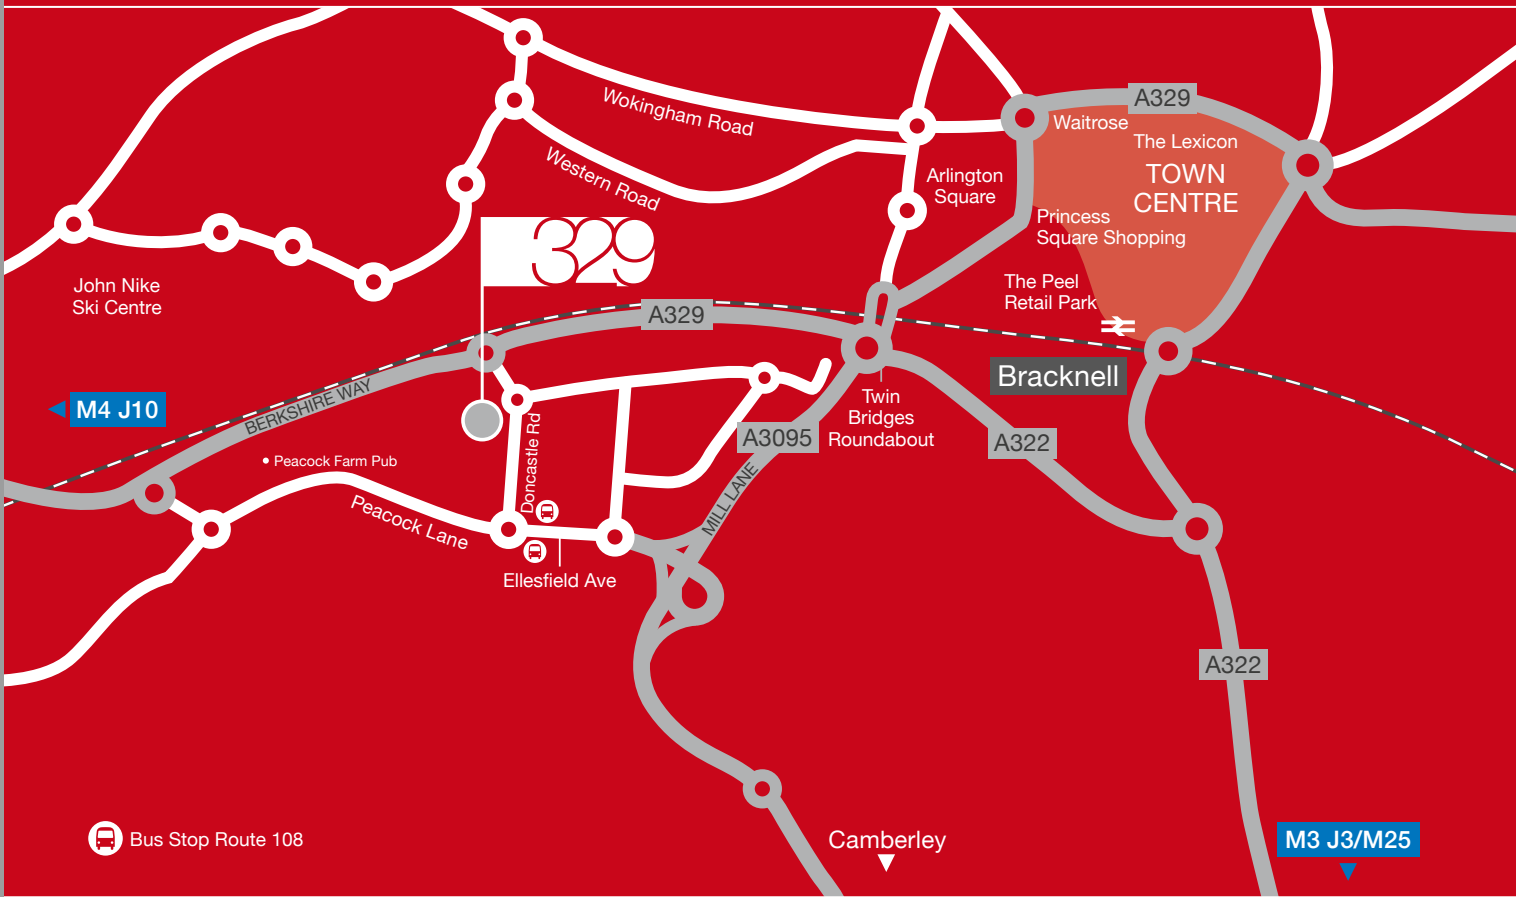 A329
Wokingham Road
Waitrose
The Lexicon
TOWN
CENTRE
Western Road
Arlington
Square
Princess
Square Shopping
329
John Nike
Ski Centre
The Peel
Retail Park
A329
Bracknell
M4 J10
BERKSHIRE WAY
Twin
Bridges
Roundabout
A3095
A322
Doncastle Rd
Peacock Farm Pub
MILL LANE
Peacock Lane
Ellesfield Ave
A322
Bus Stop Route 108
Camberley
M3 J3/M25